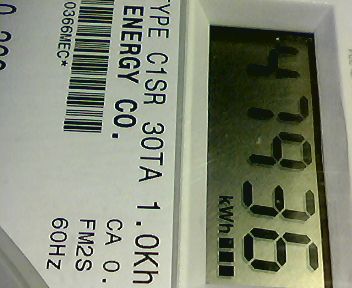 47936
kWh
TYPE C1SR 30TA 1.0Kh
ENERGY CO.
CA 0.
FM2S
60HZ
0366MEC*